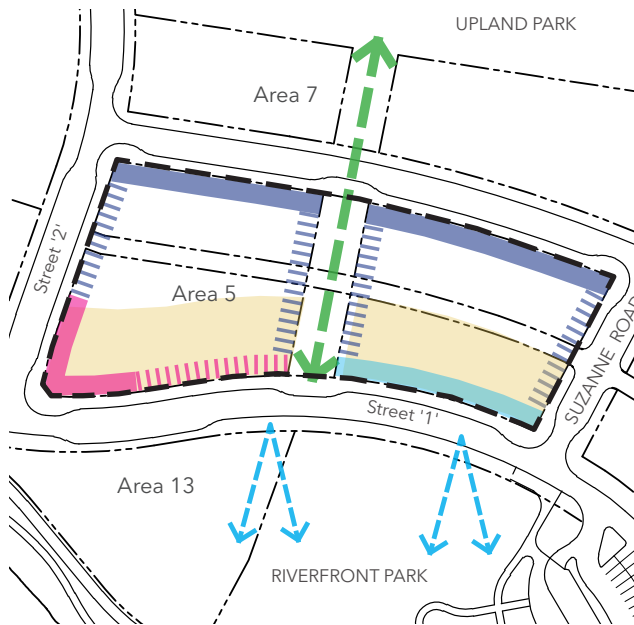 UPLAND PARK
Area 7
Street '2'
Area 5
SUZANNE ROAD
Street '1'
Area 13
RIVERFRONT PARK